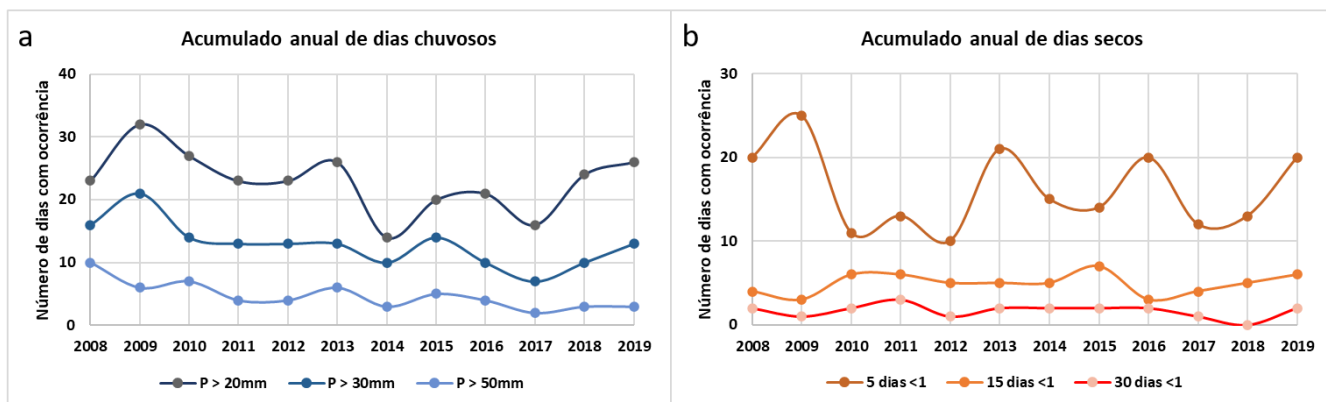 a
Acumulado anual de dias chuvosos
Número de dias com ocorrência
40
30
20
10
0
2008 2009 2010 2011 2012 2013 2014 2015 2016 2017 2018 2019
P > 20mm P > 30mm P > 50mm
b
Acumulado anual de dias secos
Número de dias com ocorrência
30
20
10
0
2008 2009 2010 2011 2012 2013 2014 2015 2016 2017 2018 2019
5 dias <1 15 dias <1 30 dias <1